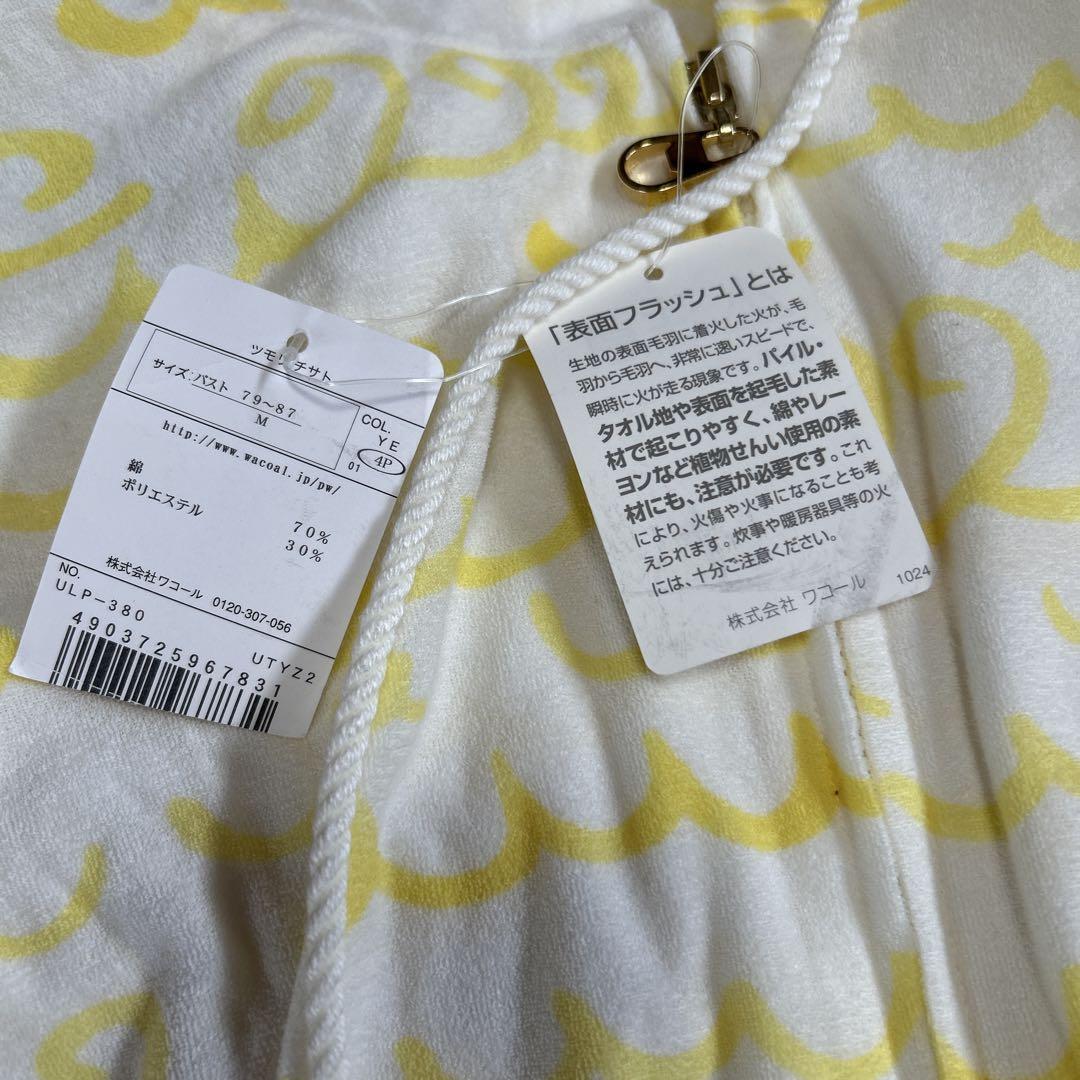 ツモリチサト
サイズ:バスト 79~87
M
COL.
YE
01 4P
http://www.wacoal.jp/pw/
綿 70%
ポリエステル 30%
株式会社ワコール 0120-307-056
NO.
ULP-380 UTYZ2
4903725967831
「表面フラッシュ」とは
生地の表面毛羽に着火した火が、毛
羽から毛羽へ、非常に速いスピードで、
瞬時に火が走る現象です。パイル・
タオル地や表面を起毛した素
材で起こりやすく、綿やレー
ヨンなど植物せんい使用の素
材にも、注意が必要です。これ
により、火傷や火事になることも考
えられます。炊事や暖房器具等の火
には、十分ご注意ください。
株式会社 ワコール 1024